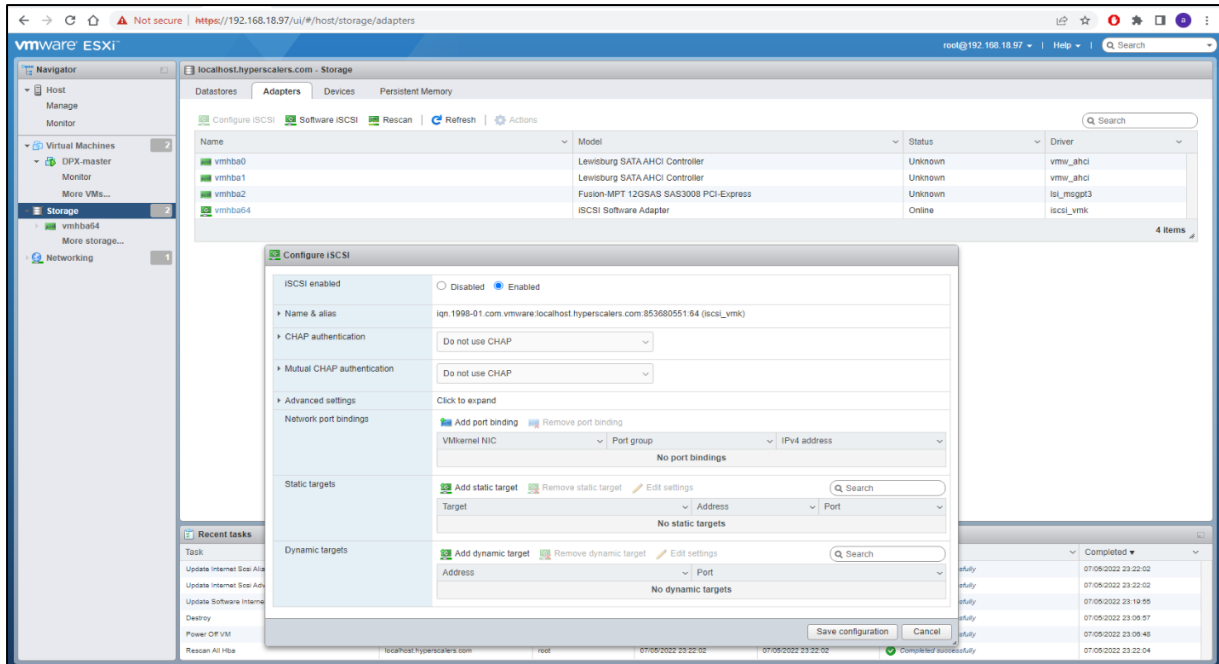 Not secure | https://192.168.18.97/ui/#/host/storage/adapters
vmware ESXi™
root@192.168.18.97 | Help | Search
Navigator
localhost.hyperscalers.com - Storage
Host
Manage
Monitor
Virtual Machines 2
DPX-master
Monitor
More VMs...
Storage 2
vmhba64
More storage...
Networking 1
Datastores Adapters Devices Persistent Memory
Configure iSCSI Software iSCSI Rescan | Refresh | Actions Search
Name Model Status Driver
vmhba0 Lewisburg SATA AHCI Controller Unknown vmw_ahci
vmhba1 Lewisburg SATA AHCI Controller Unknown vmw_ahci
vmhba2 Fusion-MPT 12GSAS SAS3008 PCI-Express Unknown lsi_msgpt3
vmhba64 iSCSI Software Adapter Online iscsi_vmk
4 items
Configure iSCSI
iSCSI enabled Disabled Enabled
Name & alias iqn.1998-01.com.vmware:localhost.hyperscalers.com:853680551:64 (iscsi_vmk)
CHAP authentication Do not use CHAP
Mutual CHAP authentication Do not use CHAP
Advanced settings Click to expand
Network port bindings Add port binding Remove port binding
VMkernel NIC Port group IPv4 address
No port bindings
Static targets Add static target Remove static target Edit settings Search
Target Address Port
No static targets
Dynamic targets Add dynamic target Remove dynamic target Edit settings Search
Address Port
No dynamic targets
Save configuration Cancel
Recent tasks
Task Completed
Update Internet Scsi Alia sfully 07/05/2022 23:22:02
Update Internet Scsi Adv sfully 07/05/2022 23:22:02
Update Software Interne sfully 07/05/2022 23:19:55
Destroy sfully 07/05/2022 23:06:57
Power Off VM sfully 07/05/2022 23:06:48
Rescan All Hba localhost.hyperscalers.com root 07/05/2022 23:22:02 07/05/2022 23:22:02 Completed successfully 07/05/2022 23:22:04